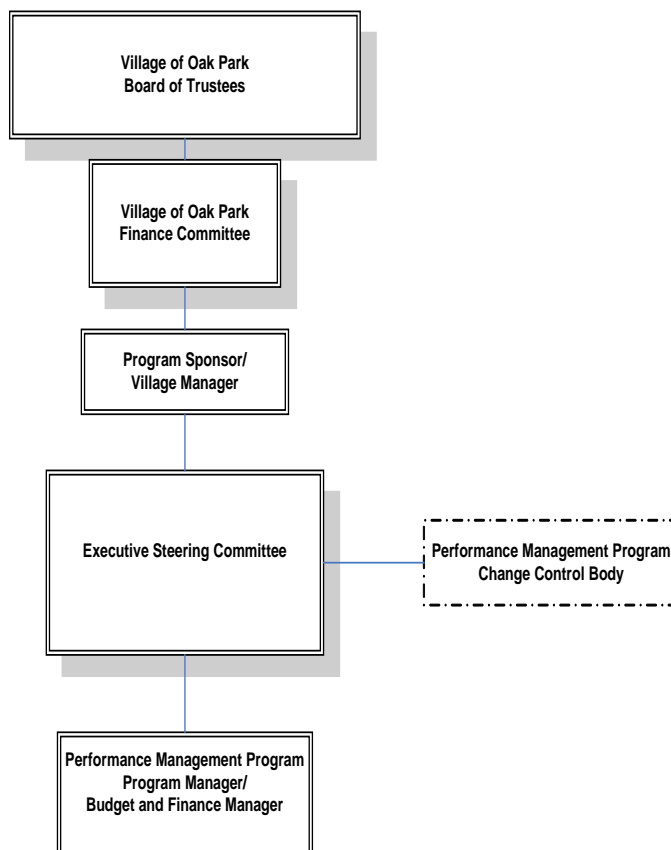 Village of Oak Park
Board of Trustees
Village of Oak Park
Finance Committee
Program Sponsor/
Village Manager
Executive Steering Committee
Performance Management Program
Change Control Body
Performance Management Program
Program Manager/
Budget and Finance Manager